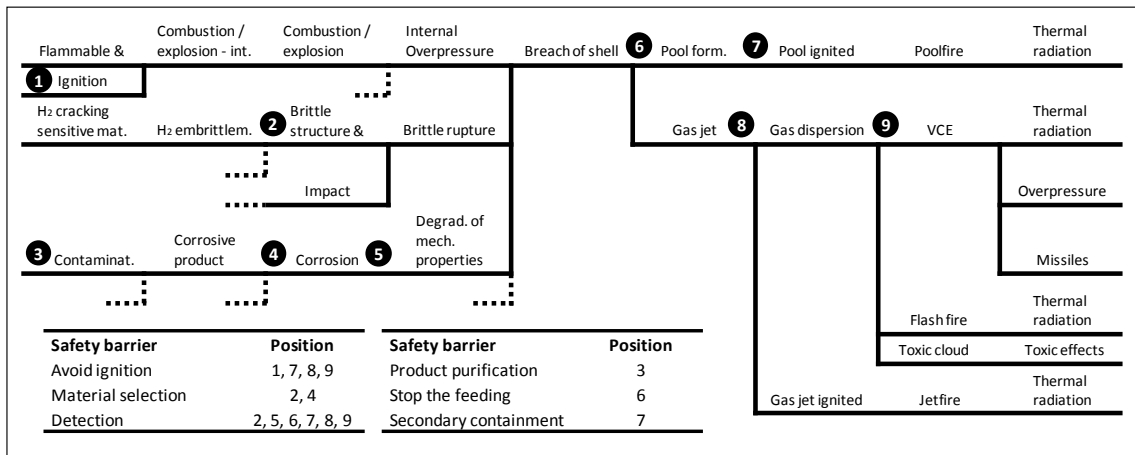 Combustion / Combustion / Internal Thermal
Flammable & explosion - int. explosion Overpressure Breach of shell 6 Pool form. 7 Pool ignited Poolfire radiation
1 Ignition
H2 cracking Brittle Thermal
sensitive mat. H2 embrittlem. 2 structure & Brittle rupture Gas jet 8 Gas dispersion 9 VCE radiation
Impact Overpressure
Degrad. of
Corrosive mech.
3 Contaminat. product 4 Corrosion 5 properties Missiles
Thermal
Flash fire radiation
Toxic cloud Toxic effects
Thermal
Gas jet ignited Jetfire radiation
Safety barrier Position
Avoid ignition 1, 7, 8, 9
Material selection 2, 4
Detection 2, 5, 6, 7, 8, 9
Safety barrier Position
Product purification 3
Stop the feeding 6
Secondary containment 7